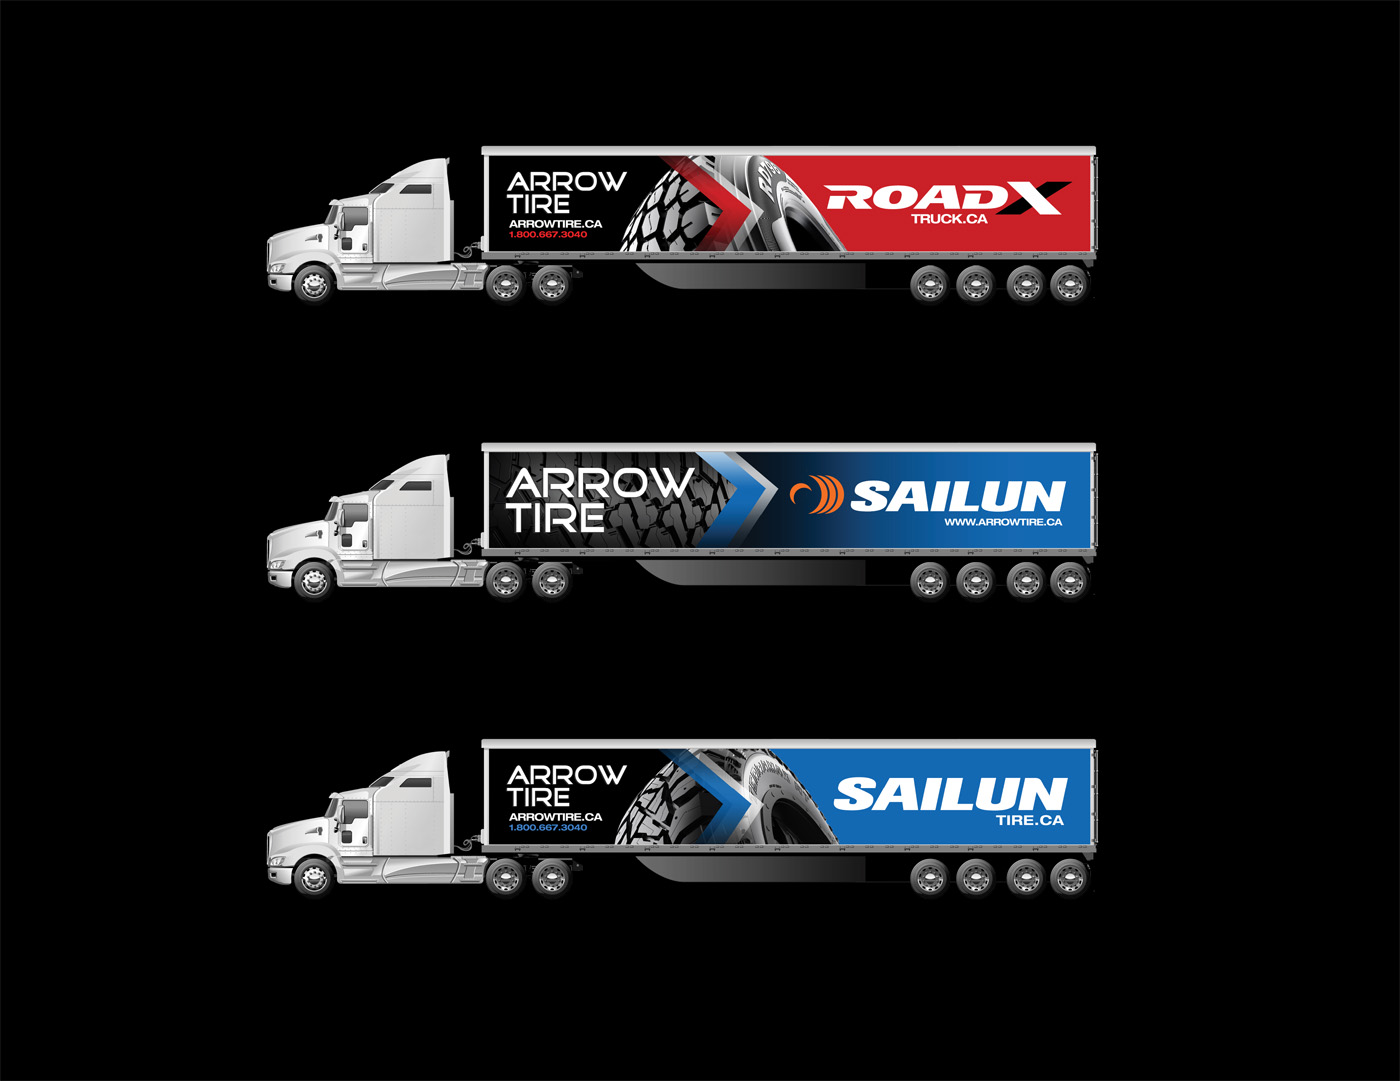 ARROW
TIRE
ARROWTIRE.CA
1.800.667.3040
ROADX
TRUCK.CA
ARROW
TIRE
SAILUN
WWW.ARROWTIRE.CA
ARROW
TIRE
ARROWTIRE.CA
1.800.667.3040
SAILUN
TIRE.CA